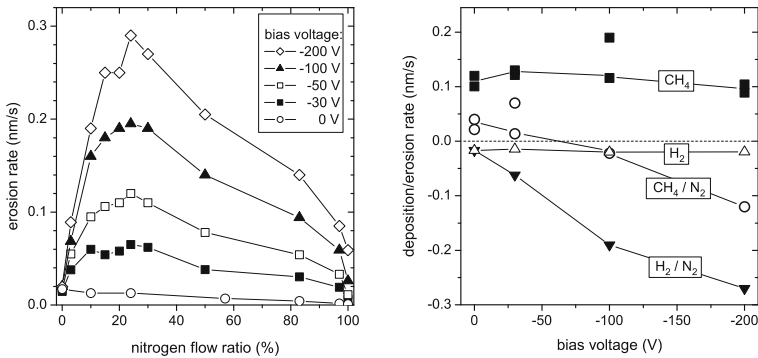 0.3
0.2
0.1
0.0
erosion rate (nm/s)
0 20 40 60 80 100
nitrogen flow ratio (%)
bias voltage:
-200 V
-100 V
-50 V
-30 V
0 V
0.2
0.1
0.0
-0.1
-0.2
-0.3
deposition/erosion rate (nm/s)
0 -50 -100 -150 -200
bias voltage (V)
CH₄
H₂
CH₄ / N₂
H₂ / N₂